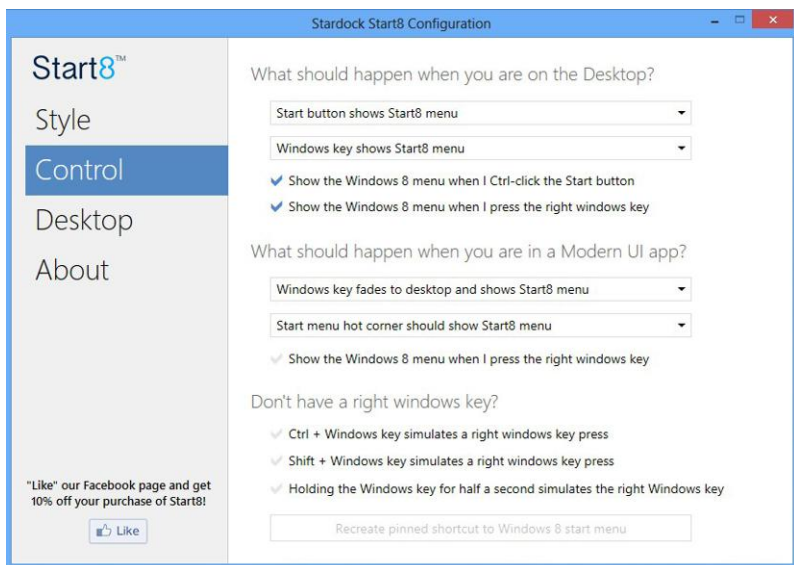 Stardock Start8 Configuration
Start8™
Style
Control
Desktop
About
"Like" our Facebook page and get
10% off your purchase of Start8!
Like
What should happen when you are on the Desktop?
Start button shows Start8 menu
Windows key shows Start8 menu
Show the Windows 8 menu when I Ctrl-click the Start button
Show the Windows 8 menu when I press the right windows key
What should happen when you are in a Modern UI app?
Windows key fades to desktop and shows Start8 menu
Start menu hot corner should show Start8 menu
Show the Windows 8 menu when I press the right windows key
Don't have a right windows key?
Ctrl + Windows key simulates a right windows key press
Shift + Windows key simulates a right windows key press
Holding the Windows key for half a second simulates the right Windows key
Recreate pinned shortcut to Windows 8 start menu